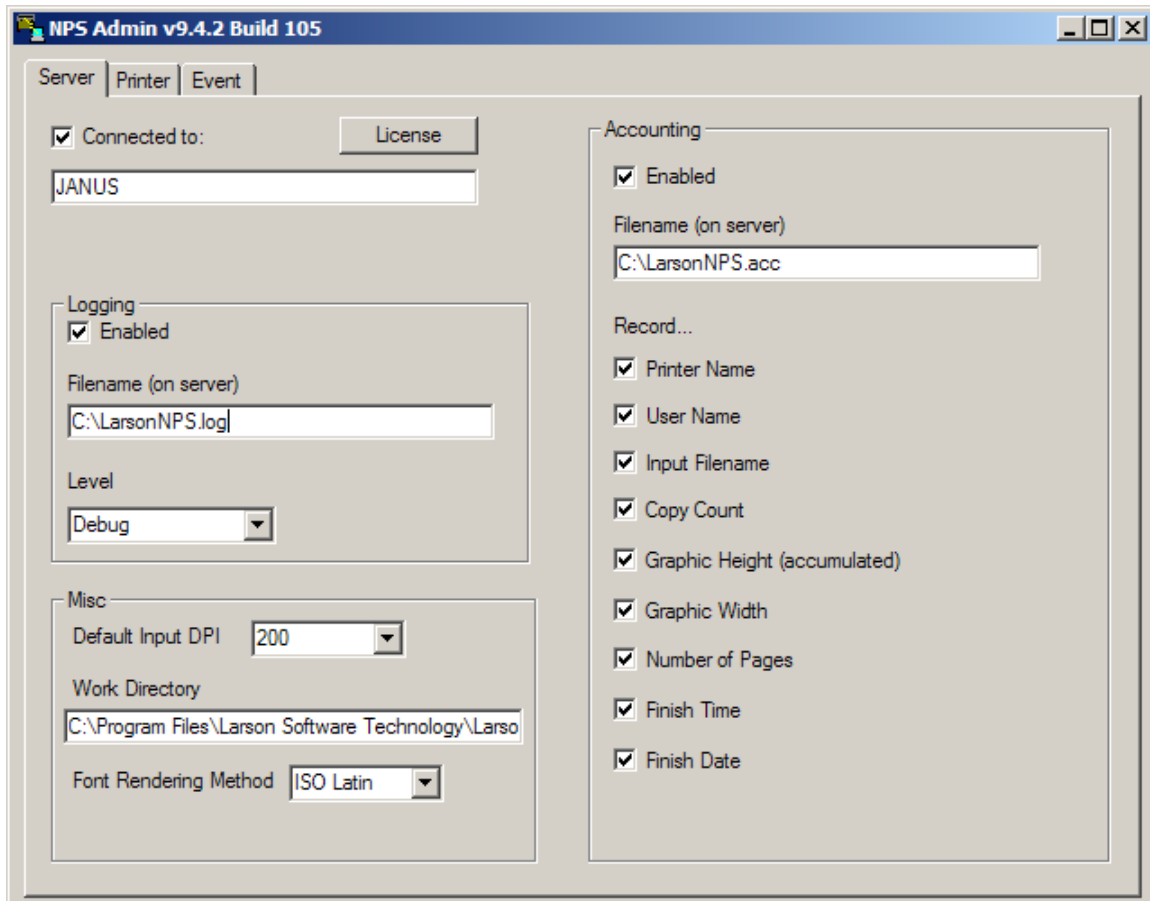 NPS Admin v9.4.2 Build 105
Server Printer Event
Connected to: License
JANUS
Logging
Enabled
Filename (on server)
C:\LarsonNPS.log
Level
Debug
Misc
Default Input DPI 200
Work Directory
C:\Program Files\Larson Software Technology\Larso
Font Rendering Method ISO Latin
Accounting
Enabled
Filename (on server)
C:\LarsonNPS.acc
Record...
Printer Name
User Name
Input Filename
Copy Count
Graphic Height (accumulated)
Graphic Width
Number of Pages
Finish Time
Finish Date